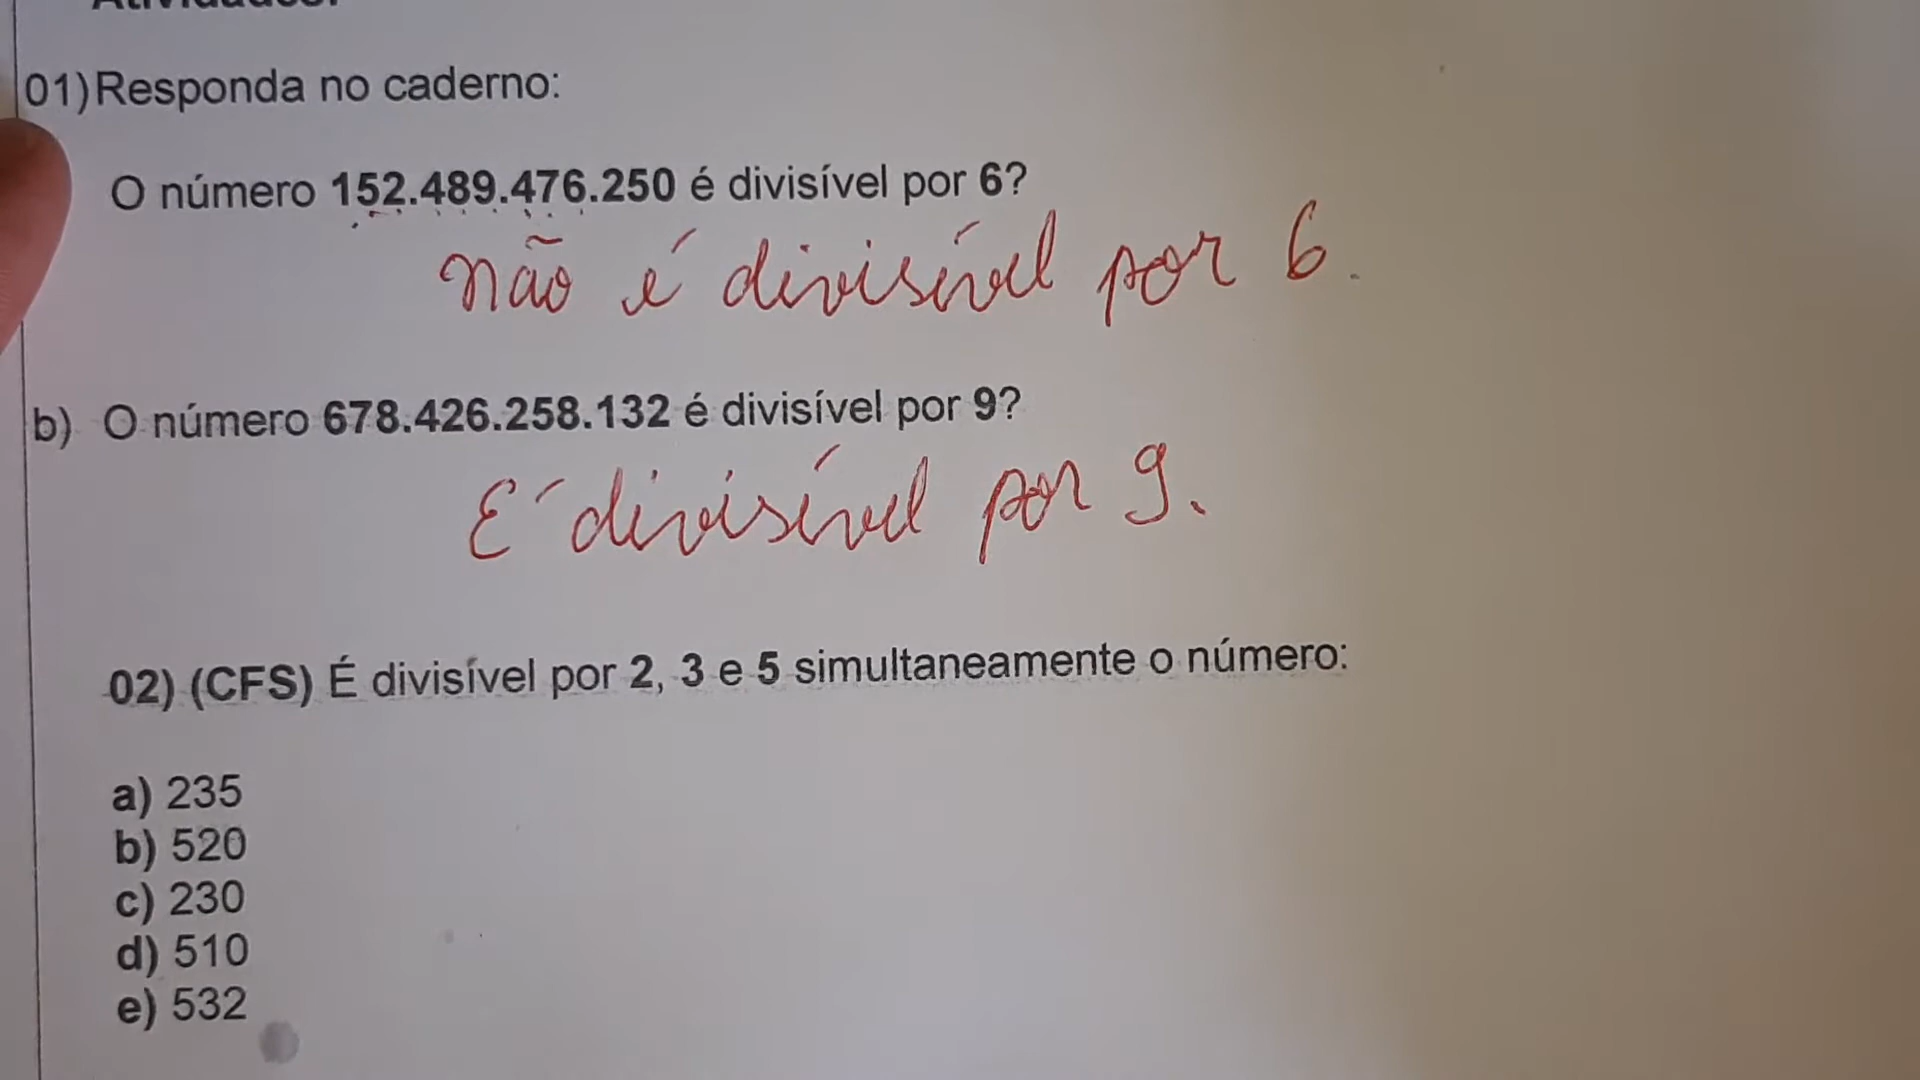 01) Responda no caderno:
O número 152.489.476.250 é divisível por 6?
não é divisível por 6.
b) O número 678.426.258.132 é divisível por 9?
É divisível por 9.
02) (CFS) É divisível por 2, 3 e 5 simultaneamente o número:
a) 235
b) 520
c) 230
d) 510
e) 532